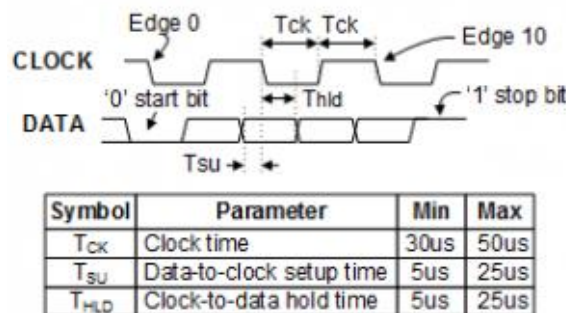 Edge 0
Tck Tck
Edge 10
CLOCK
'0' start bit
Thld
'1' stop bit
DATA
Tsu
Symbol Parameter Min Max
TCK Clock time 30us 50us
TSU Data-to-clock setup time 5us 25us
THLD Clock-to-data hold time 5us 25us